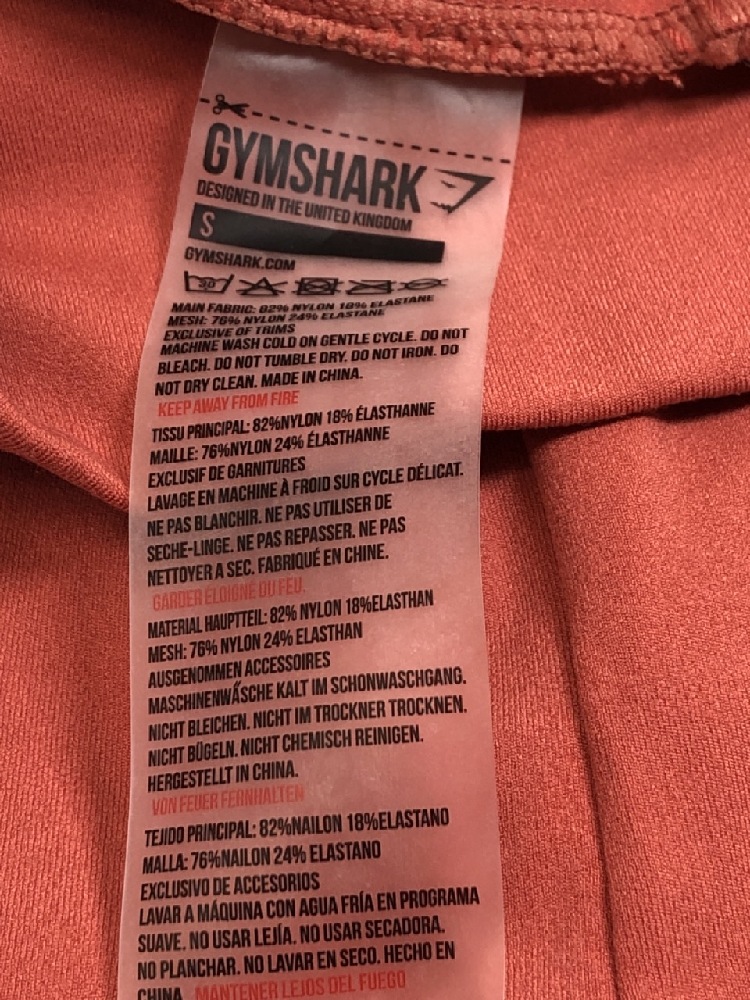 GYMSHARK
DESIGNED IN THE UNITED KINGDOM
S
GYMSHARK.COM
30
MAIN FABRIC: 82% NYLON 18% ELASTANE
MESH: 76% NYLON 24% ELASTANE
EXCLUSIVE OF TRIMS
MACHINE WASH COLD ON GENTLE CYCLE. DO NOT
BLEACH. DO NOT TUMBLE DRY. DO NOT IRON. DO
NOT DRY CLEAN. MADE IN CHINA.
KEEP AWAY FROM FIRE
TISSU PRINCIPAL: 82%NYLON 18% ÉLASTHANNE
MAILLE: 76%NYLON 24% ÉLASTHANNE
EXCLUSIF DE GARNITURES
LAVAGE EN MACHINE À FROID SUR CYCLE DÉLICAT.
NE PAS BLANCHIR. NE PAS UTILISER DE
SECHE-LINGE. NE PAS REPASSER. NE PAS
NETTOYER A SEC. FABRIQUÉ EN CHINE.
GARDER ÉLOIGNÉ DU FEU.
MATERIAL HAUPTTEIL: 82% NYLON 18%ELASTHAN
MESH: 76% NYLON 24% ELASTHAN
AUSGENOMMEN ACCESSOIRES
MASCHINENWÄSCHE KALT IM SCHONWASCHGANG.
NICHT BLEICHEN. NICHT IM TROCKNER TROCKNEN.
NICHT BÜGELN. NICHT CHEMISCH REINIGEN.
HERGESTELLT IN CHINA.
VON FEUER FERNHALTEN
TEJIDO PRINCIPAL: 82%NAILON 18%ELASTANO
MALLA: 76%NAILON 24% ELASTANO
EXCLUSIVO DE ACCESORIOS
LAVAR A MÁQUINA CON AGUA FRÍA EN PROGRAMA
SUAVE. NO USAR LEJÍA. NO USAR SECADORA.
NO PLANCHAR. NO LAVAR EN SECO. HECHO EN
CHINA. MANTENER LEJOS DEL FUEGO